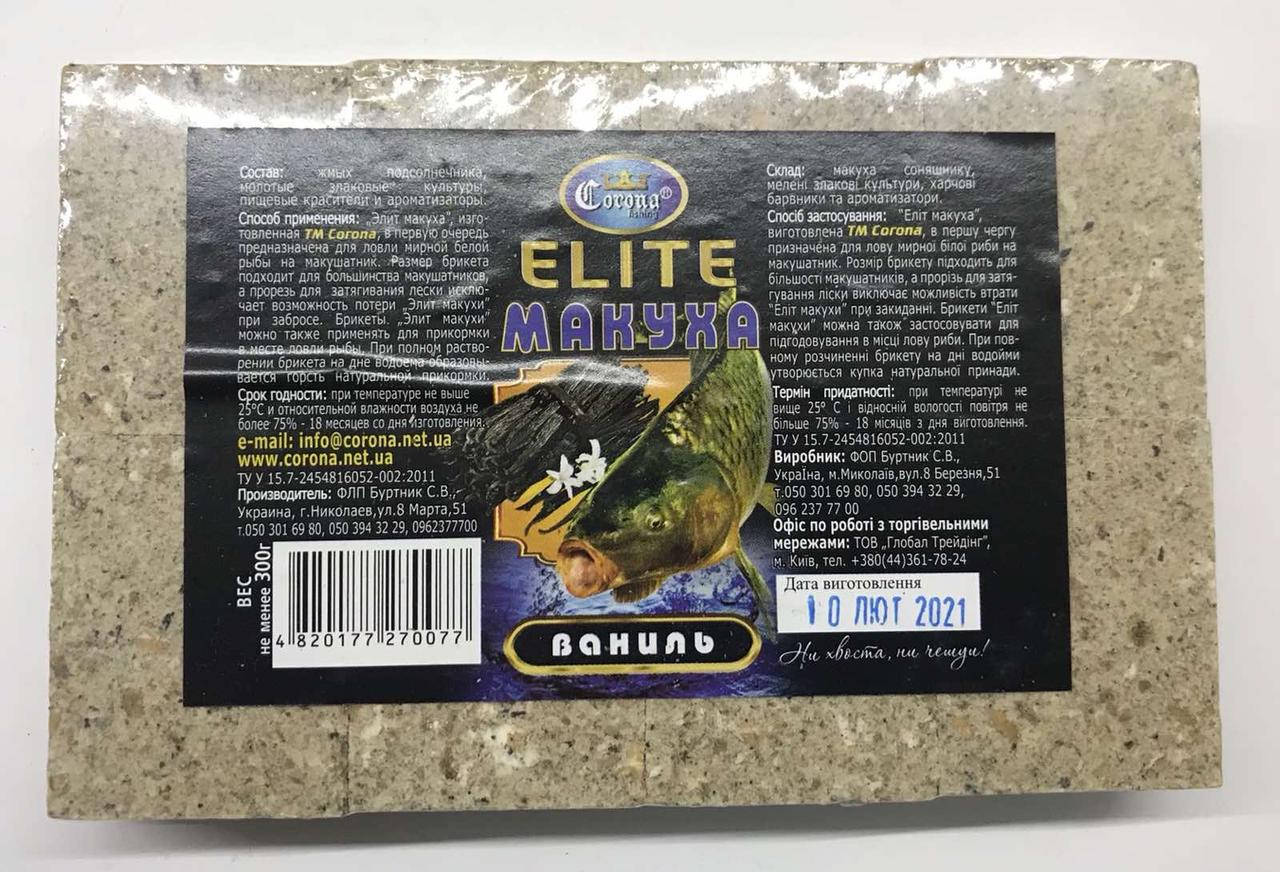 Состав: жмых подсолнечника,
молотые злаковые культуры,
пищевые красители и ароматизаторы.
Способ применения: „Элит макуха", изго-
товленная ТМ Corona, в первую очередь
предназначена для ловли мирной белой
рыбы на макушатник. Размер брикета
подходит для большинства макушатников,
а прорезь для затягивания лески исклю-
чает возможность потери „Элит макухи"
при забросе. Брикеты „Элит макухи"
можно также применять для прикормки
в месте ловли рыбы. При полном раство-
рении брикета на дне водоема образовы-
вается горсть натуральной прикормки.
Срок годности: при температуре не выше
25°С и относительной влажности воздуха не
более 75% - 18 месяцев со дня изготовления.
e-mail: info@corona.net.ua
www.corona.net.ua
ТУ У 15.7-2454816052-002:2011
Производитель: ФЛП Буртник С.В.,
Украина, г.Николаев,ул.8 Марта,51
т.050 301 69 80, 050 394 32 29, 0962377700
ВЕС
не менее 300г
4 820177 270077
Corona®
fishing
ELITE
МАКУХА
ВАНИЛЬ
Склад: макуха соняшнику,
мелені злакові культури, харчові
барвники та ароматизатори.
Спосіб застосування: "Еліт макуха",
виготовлена ТМ Corona, в першу чергу
призначена для лову мирної білої риби на
макушатник. Розмір брикету підходить для
більшості макушатників, а прорізь для затя-
гування ліски виключає можливість втрати
"Еліт макухи" при закиданні. Брикети "Еліт
макухи" можна також застосовувати для
підгодовування в місці лову риби. При пов-
ному розчиненні брикету на дні водойми
утворюється купка натуральної принади.
Термін придатності: при температурі не
вище 25° С і відносній вологості повітря не
більше 75% - 18 місяців з дня виготовлення.
ТУ У 15.7-2454816052-002:2011
Виробник: ФОП Буртник С.В.,
Україна, м.Миколаїв,вул.8 Березня,51
т.050 301 69 80, 050 394 32 29,
096 237 77 00
Офіс по роботі з торгівельними
мережами: ТОВ „Глобал Трейдінг",
м. Київ, тел. +380(44)361-78-24
Дата виготовлення
10 ЛЮТ 2021
Ни хвоста, ни чешуи!